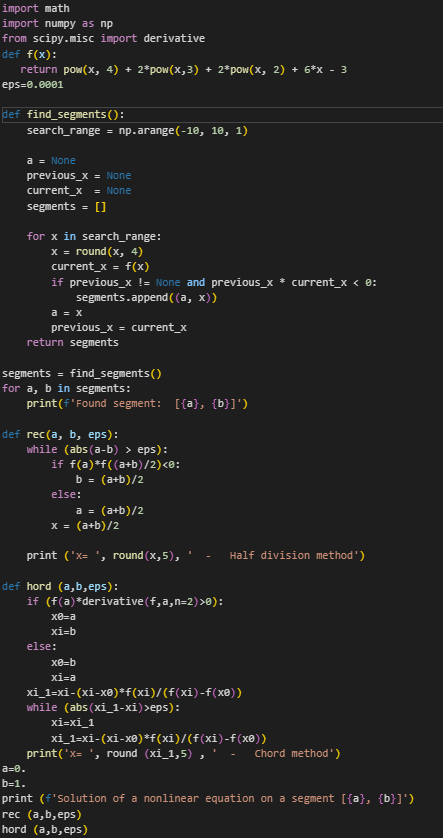 import math
import numpy as np
from scipy.misc import derivative
def f(x):
   return pow(x, 4) + 2*pow(x,3) + 2*pow(x, 2) + 6*x - 3
eps=0.0001

def find_segments():
    search_range = np.arange(-10, 10, 1)

    a = None
    previous_x = None
    current_x  = None
    segments = []

    for x in search_range:
        x = round(x, 4)
        current_x = f(x)
        if previous_x != None and previous_x * current_x < 0:
            segments.append((a, x))
        a = x
        previous_x = current_x
    return segments

segments = find_segments()
for a, b in segments:
    print(f'Found segment:  [{a}, {b}]')

def rec(a, b, eps):
    while (abs(a-b) > eps):
        if f(a)*f((a+b)/2)<0:
            b = (a+b)/2
        else:
            a = (a+b)/2
        x = (a+b)/2

    print ('x= ', round(x,5), '  -   Half division method')

def hord (a,b,eps):
    if (f(a)*derivative(f,a,n=2)>0):
        x0=a
        xi=b
    else:
        x0=b
        xi=a
    xi_1=xi-(xi-x0)*f(xi)/(f(xi)-f(x0))
    while (abs(xi_1-xi)>eps):
        xi=xi_1
        xi_1=xi-(xi-x0)*f(xi)/(f(xi)-f(x0))
    print('x= ', round (xi_1,5) , '  -   Chord method')
a=0.
b=1.
print (f'Solution of a nonlinear equation on a segment [{a}, {b}]')
rec (a,b,eps)
hord (a,b,eps)